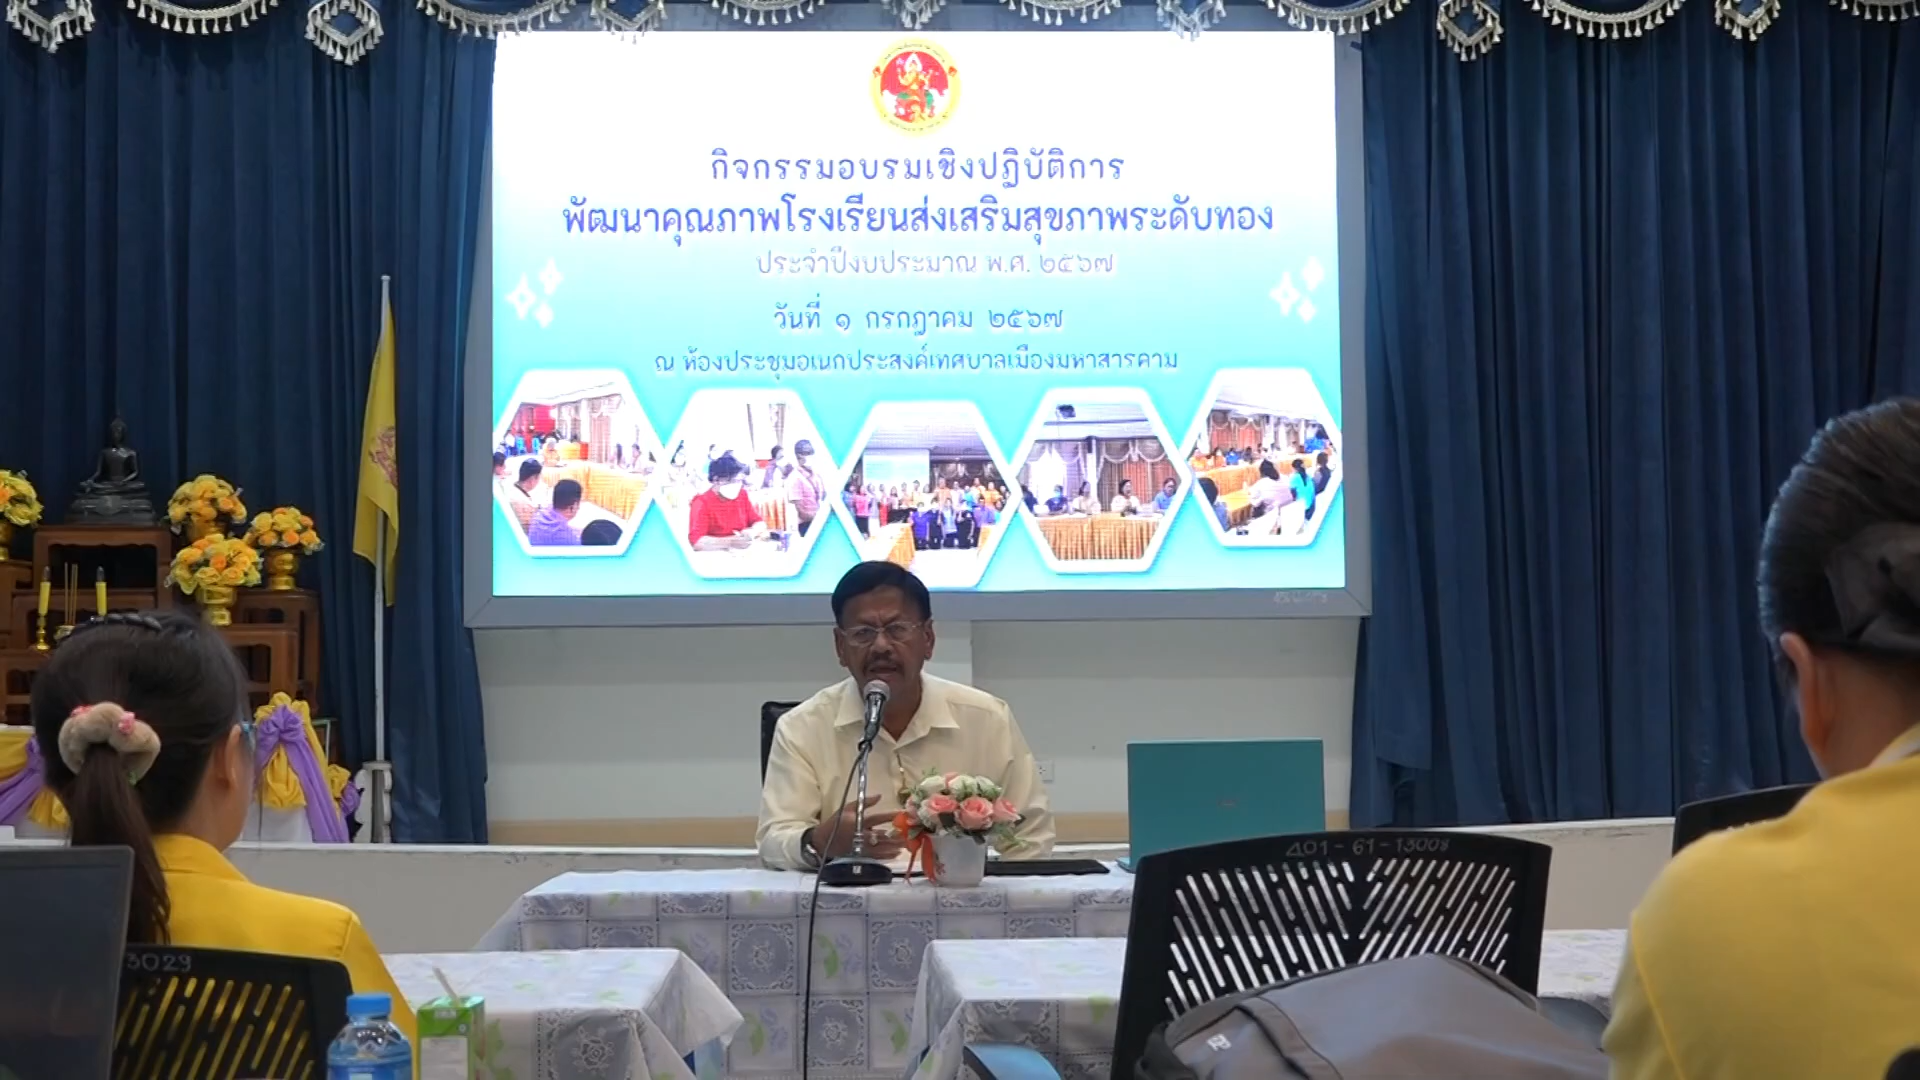 กิจกรรมอบรมเชิงปฏิบัติการ
พัฒนาคุณภาพโรงเรียนส่งเสริมสุขภาพระดับทอง
ประจำปีงบประมาณ พ.ศ. ๒๕๖๗
วันที่ ๑ กรกฎาคม ๒๕๖๗
ณ ห้องประชุมอเนกประสงค์เทศบาลเมืองมหาสารคาม
401-61-13008
3029